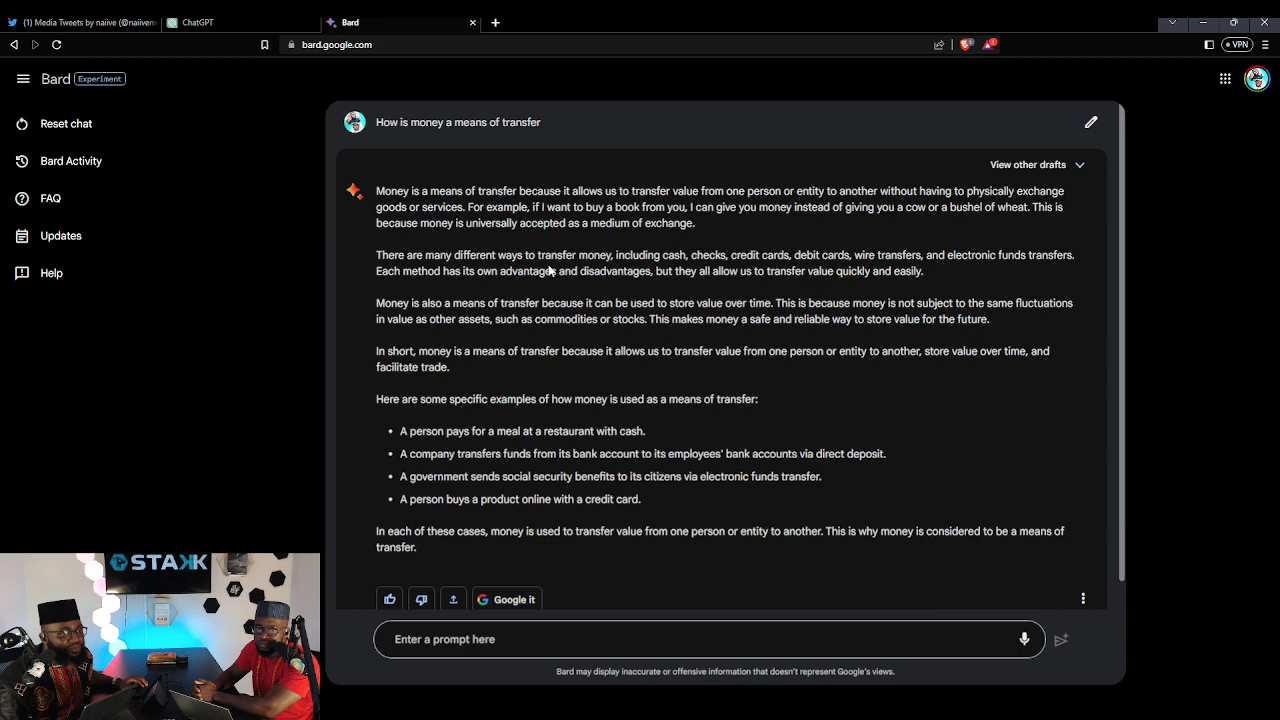 (1) Media Tweets by naiive (@naiivem
ChatGPT
Bard
bard.google.com
VPN
Bard
Experiment
Reset chat
Bard Activity
FAQ
Updates
Help
How is money a means of transfer
View other drafts
Money is a means of transfer because it allows us to transfer value from one person or entity to another without having to physically exchange
goods or services. For example, if I want to buy a book from you, I can give you money instead of giving you a cow or a bushel of wheat. This is
because money is universally accepted as a medium of exchange.
There are many different ways to transfer money, including cash, checks, credit cards, debit cards, wire transfers, and electronic funds transfers.
Each method has its own advantages and disadvantages, but they all allow us to transfer value quickly and easily.
Money is also a means of transfer because it can be used to store value over time. This is because money is not subject to the same fluctuations
in value as other assets, such as commodities or stocks. This makes money a safe and reliable way to store value for the future.
In short, money is a means of transfer because it allows us to transfer value from one person or entity to another, store value over time, and
facilitate trade.
Here are some specific examples of how money is used as a means of transfer:
• A person pays for a meal at a restaurant with cash.
• A company transfers funds from its bank account to its employees' bank accounts via direct deposit.
• A government sends social security benefits to its citizens via electronic funds transfer.
• A person buys a product online with a credit card.
In each of these cases, money is used to transfer value from one person or entity to another. This is why money is considered to be a means of
transfer.
Google it
Enter a prompt here
Bard may display inaccurate or offensive information that doesn't represent Google's views.
STAKK